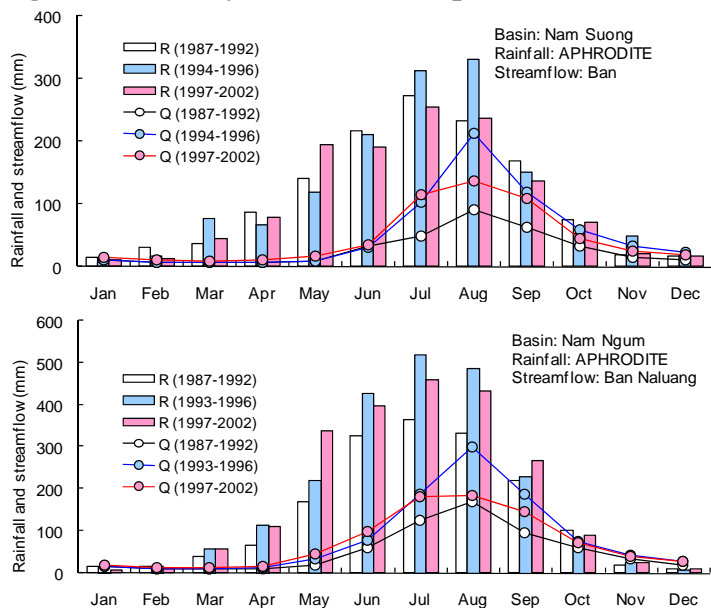 Basin: Nam Suong
Rainfall: APHRODITE
Streamflow: Ban
R (1987-1992)
R (1994-1996)
R (1997-2002)
Q (1987-1992)
Q (1994-1996)
Q (1997-2002)
Rainfall and streamflow (mm)
400
300
200
100
0
Jan Feb Mar Apr May Jun Jul Aug Sep Oct Nov Dec
Basin: Nam Ngum
Rainfall: APHRODITE
Streamflow: Ban Naluang
R (1987-1992)
R (1993-1996)
R (1997-2002)
Q (1987-1992)
Q (1993-1996)
Q (1997-2002)
Rainfall and streamflow (mm)
600
500
400
300
200
100
0
Jan Feb Mar Apr May Jun Jul Aug Sep Oct Nov Dec